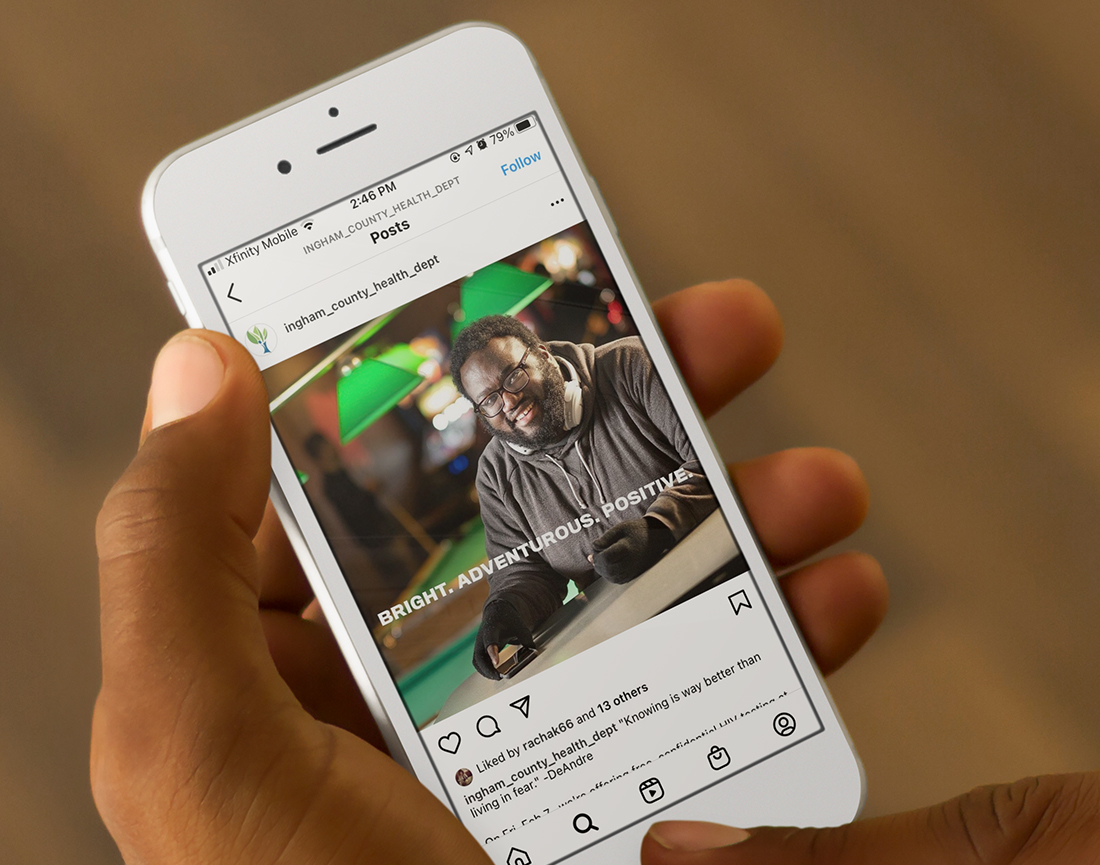 Xfinity Mobile 2:46 PM 79%
INGHAM_COUNTY_HEALTH_DEPT
Posts
Follow
ingham_county_health_dept
BRIGHT. ADVENTUROUS. POSITIVE.
Liked by rachak66 and 13 others
ingham_county_health_dept "Knowing is way better than
living in fear." -DeAndre
On Fri, Feb 7, we're offering free, confidential HIV testing at